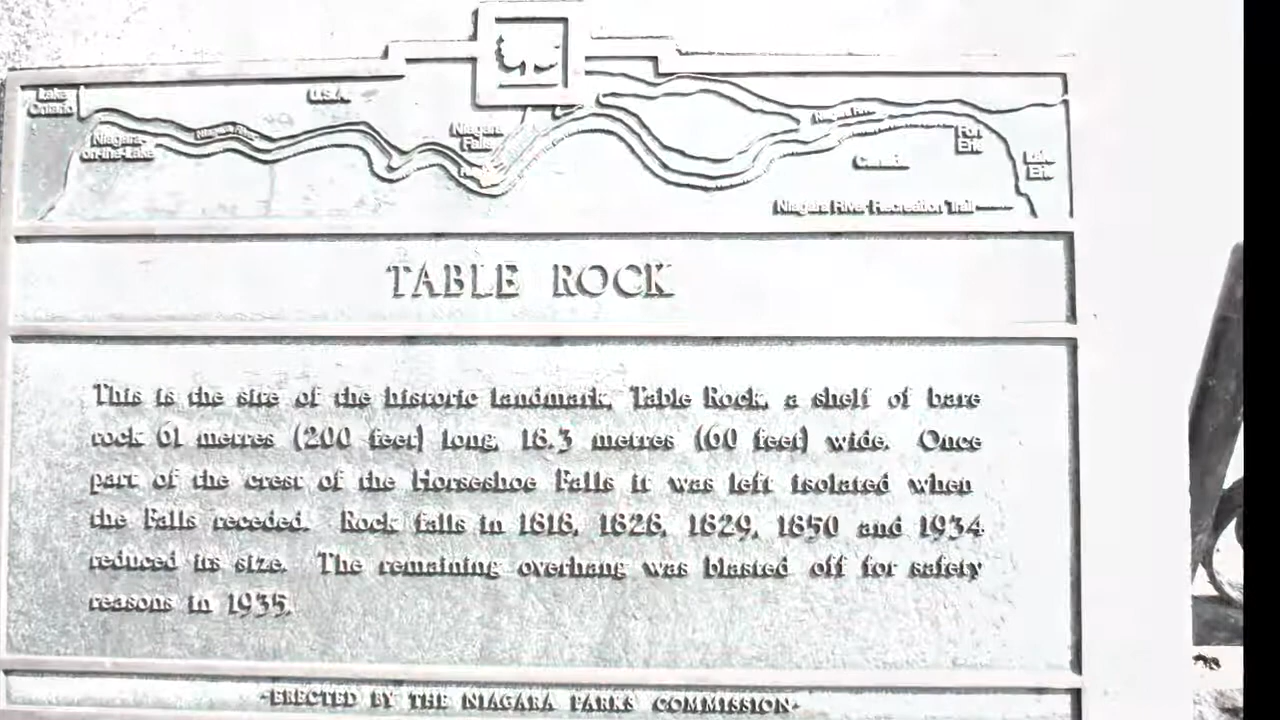 Lake
Ontario
U.S.A.
Niagara
Falls
Niagara River
Niagara-
on-the-Lake
Niagara River
Fort
Erie
Canada
Lake
Erie
Niagara River Recreation Trail
TABLE ROCK
This is the site of the historic landmark, Table Rock, a shelf of bare
rock 61 metres (200 feet) long, 18.3 metres (60 feet) wide. Once
part of the crest of the Horseshoe Falls it was left isolated when
the Falls receded. Rock falls in 1818, 1828, 1829, 1850 and 1934
reduced its size. The remaining overhang was blasted off for safety
reasons in 1935.
-ERECTED BY THE NIAGARA PARKS COMMISSION-